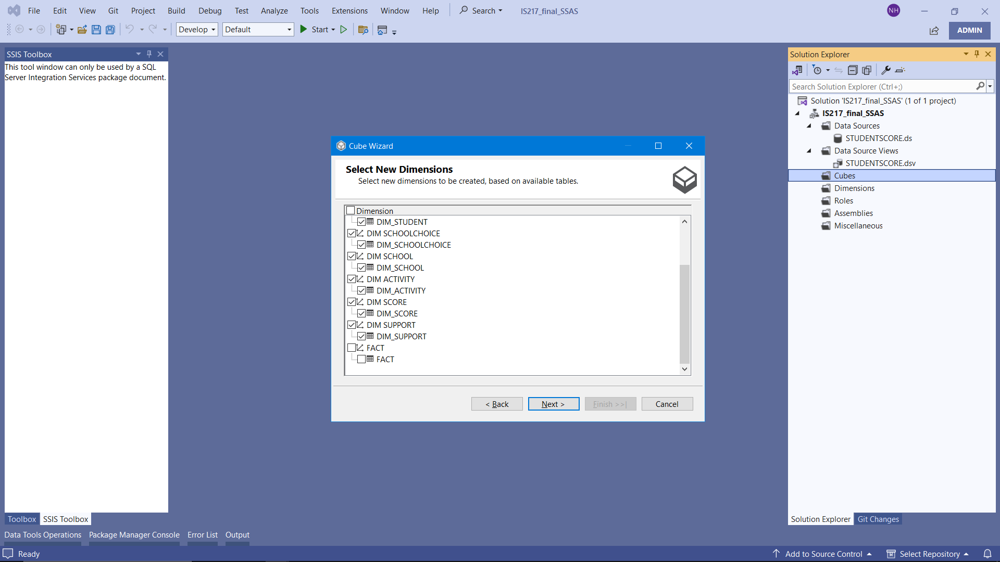 File Edit View Git Project Build Debug Test Analyze Tools Extensions Window Help Search IS217_final_SSAS NH
Develop Default Start ADMIN
SSIS Toolbox
This tool window can only be used by a SQL
Server Integration Services package document.
Cube Wizard
Select New Dimensions
Select new dimensions to be created, based on available tables.
Dimension
DIM_STUDENT
DIM SCHOOLCHOICE
DIM_SCHOOLCHOICE
DIM SCHOOL
DIM_SCHOOL
DIM ACTIVITY
DIM_ACTIVITY
DIM SCORE
DIM_SCORE
DIM SUPPORT
DIM_SUPPORT
FACT
FACT
< Back Next > Finish >>| Cancel
Solution Explorer
Search Solution Explorer (Ctrl+;)
Solution 'IS217_final_SSAS' (1 of 1 project)
IS217_final_SSAS
Data Sources
STUDENTSCORE.ds
Data Source Views
STUDENTSCORE.dsv
Cubes
Dimensions
Roles
Assemblies
Miscellaneous
Toolbox SSIS Toolbox
Solution Explorer Git Changes
Data Tools Operations Package Manager Console Error List Output
Ready Add to Source Control Select Repository